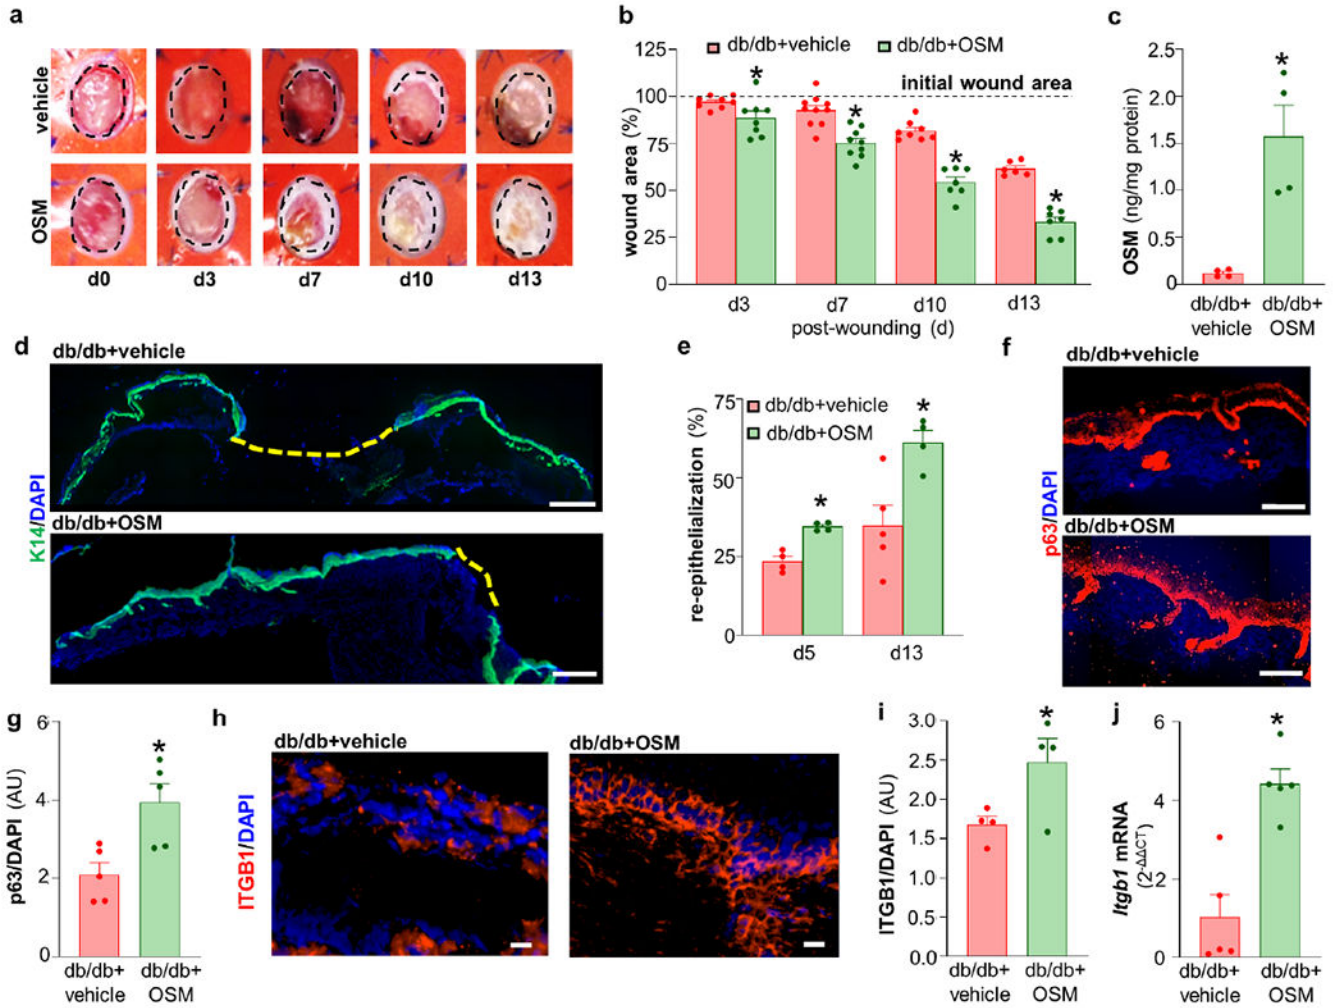 a
vehicle
OSM
d0 d3 d7 d10 d13
b
db/db+vehicle db/db+OSM
initial wound area
wound area (%)
125
100
75
50
25
0
* * * *
d3 d7 d10 d13
post-wounding (d)
c
OSM (ng/mg protein)
2.5
2.0
1.5
1.0
0.5
0
*
db/db+ db/db+
vehicle OSM
d
db/db+vehicle
db/db+OSM
K14/DAPI
e
db/db+vehicle
db/db+OSM
re-epithelialization (%)
75
50
25
0
* *
d5 d13
f
db/db+vehicle
db/db+OSM
p63/DAPI
g
p63/DAPI (AU)
6
4
2
0
*
db/db+ db/db+
vehicle OSM
h
db/db+vehicle db/db+OSM
ITGB1/DAPI
i
ITGB1/DAPI (AU)
3.0
2.5
2.0
1.5
1.0
0.5
0.0
*
db/db+ db/db+
vehicle OSM
j
Itgb1 mRNA
(2-ΔΔCT)
6
4
2
0
*
db/db+ db/db+
vehicle OSM